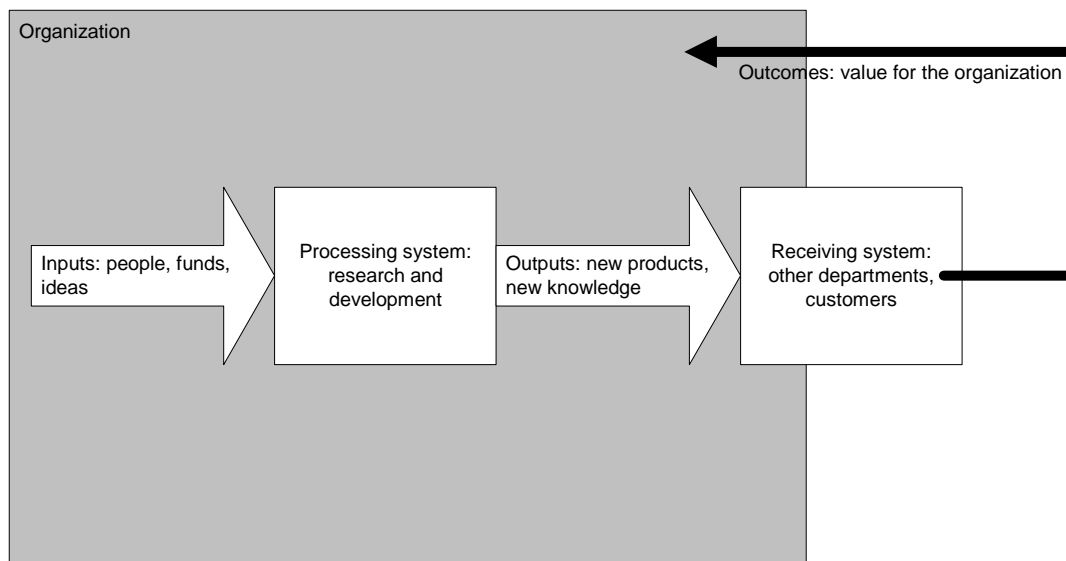 Organization
Outcomes: value for the organization
Inputs: people, funds,
ideas
Processing system:
research and
development
Outputs: new products,
new knowledge
Receiving system:
other departments,
customers